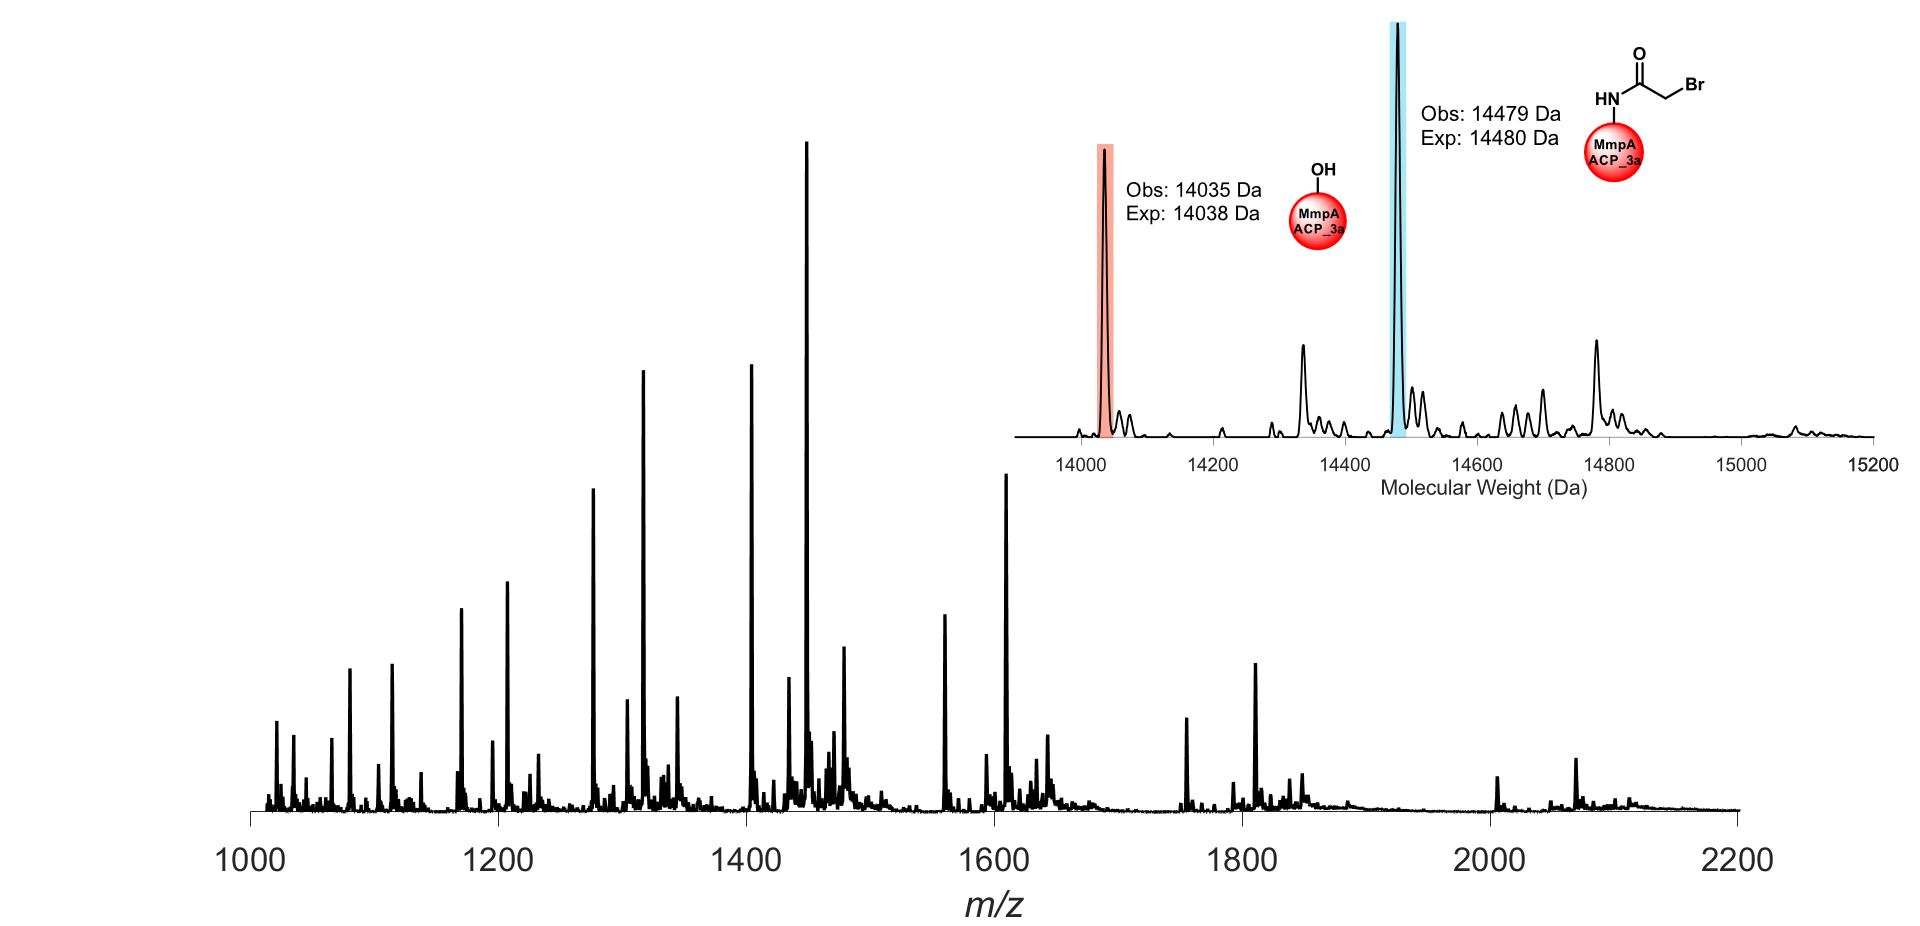 O
Br
HN
Obs: 14479 Da
Exp: 14480 Da
MmpA
ACP_3a
OH
Obs: 14035 Da
Exp: 14038 Da
MmpA
ACP_3a
14000 14200 14400 14600 14800 15000 15200
Molecular Weight (Da)
1000 1200 1400 1600 1800 2000 2200
m/z